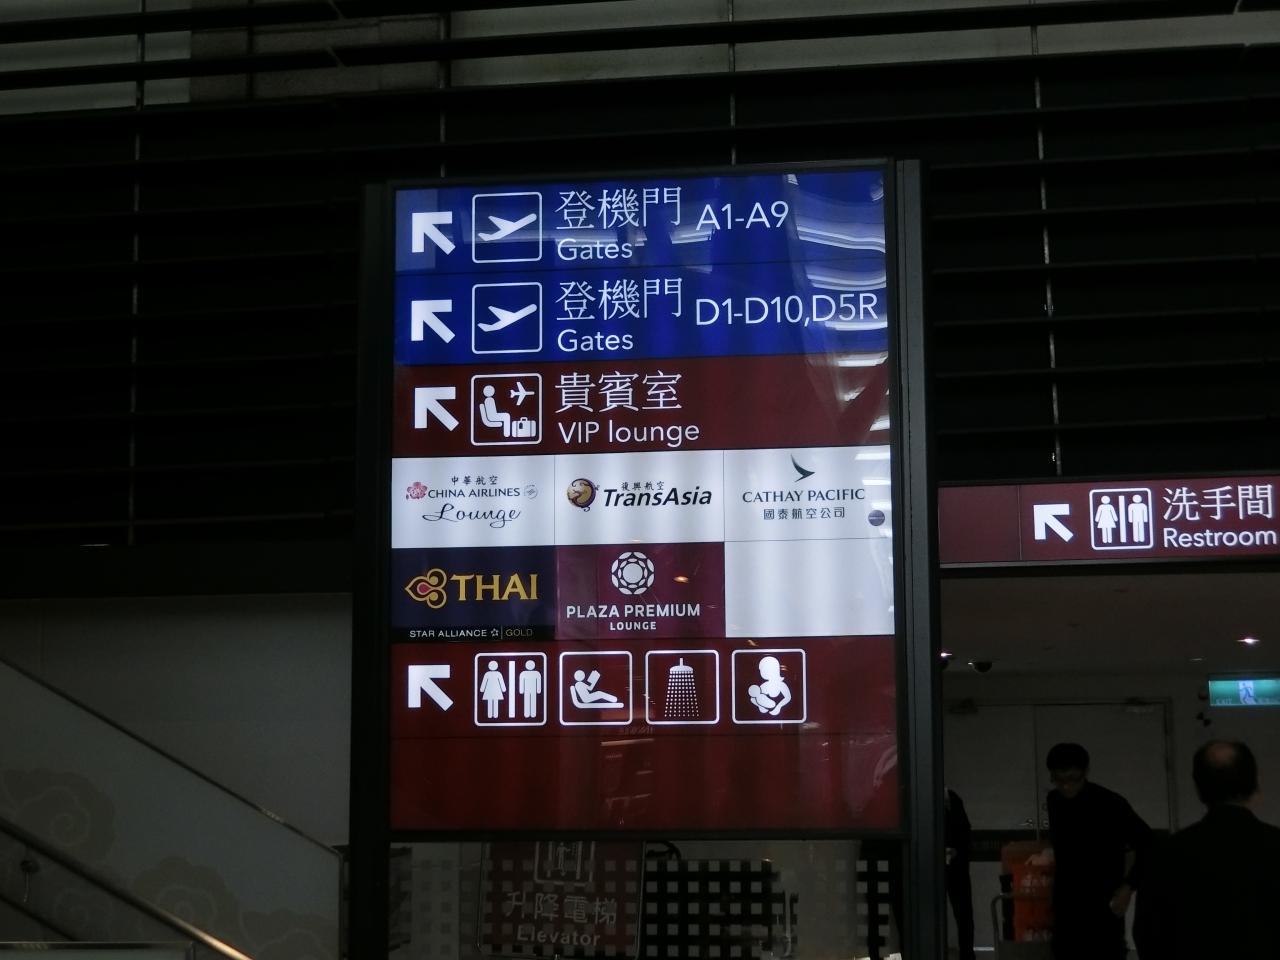 登機門 A1-A9
Gates
登機門 D1-D10,D5R
Gates
貴賓室
VIP lounge
中華航空
CHINA AIRLINES
Lounge
復興航空
TransAsia
CATHAY PACIFIC
國泰航空公司
THAI
STAR ALLIANCE GOLD
PLAZA PREMIUM
LOUNGE
洗手間
Restroom
升降電梯
Elevator